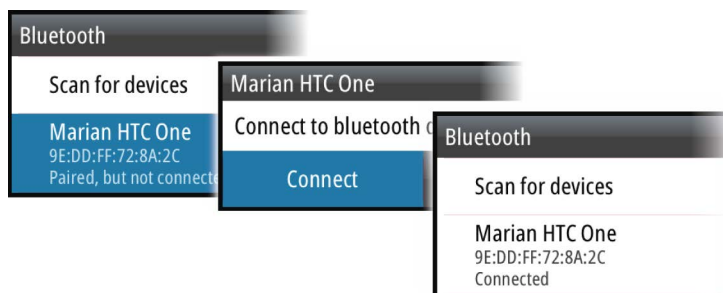 Bluetooth
Scan for devices
Marian HTC One
9E:DD:FF:72:8A:2C
Paired, but not connecte
Marian HTC One
Connect to bluetooth
Connect
Bluetooth
Scan for devices
Marian HTC One
9E:DD:FF:72:8A:2C
Connected